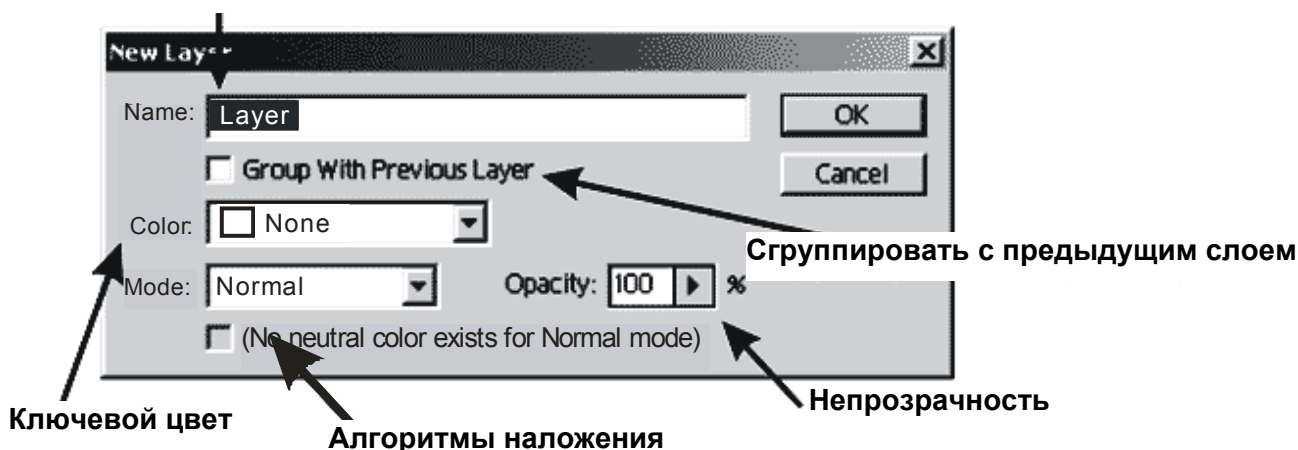 New Layer
Name: Layer
OK
Group With Previous Layer
Cancel
Color: None
Сгруппировать с предыдущим слоем
Mode: Normal Opacity: 100 %
(No neutral color exists for Normal mode)
Непрозрачность
Ключевой цвет
Алгоритмы наложения